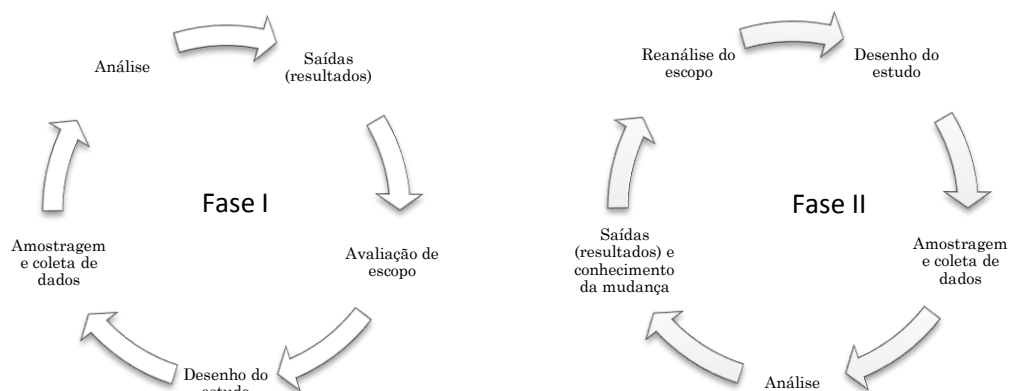 Análise
Saídas
(resultados)
Fase I
Avaliação de
escopo
Desenho do
estudo
Amostragem
e coleta de
dados
Reanálise do
escopo
Desenho do
estudo
Fase II
Amostragem
e coleta de
dados
Análise
Saídas
(resultados) e
conhecimento
da mudança